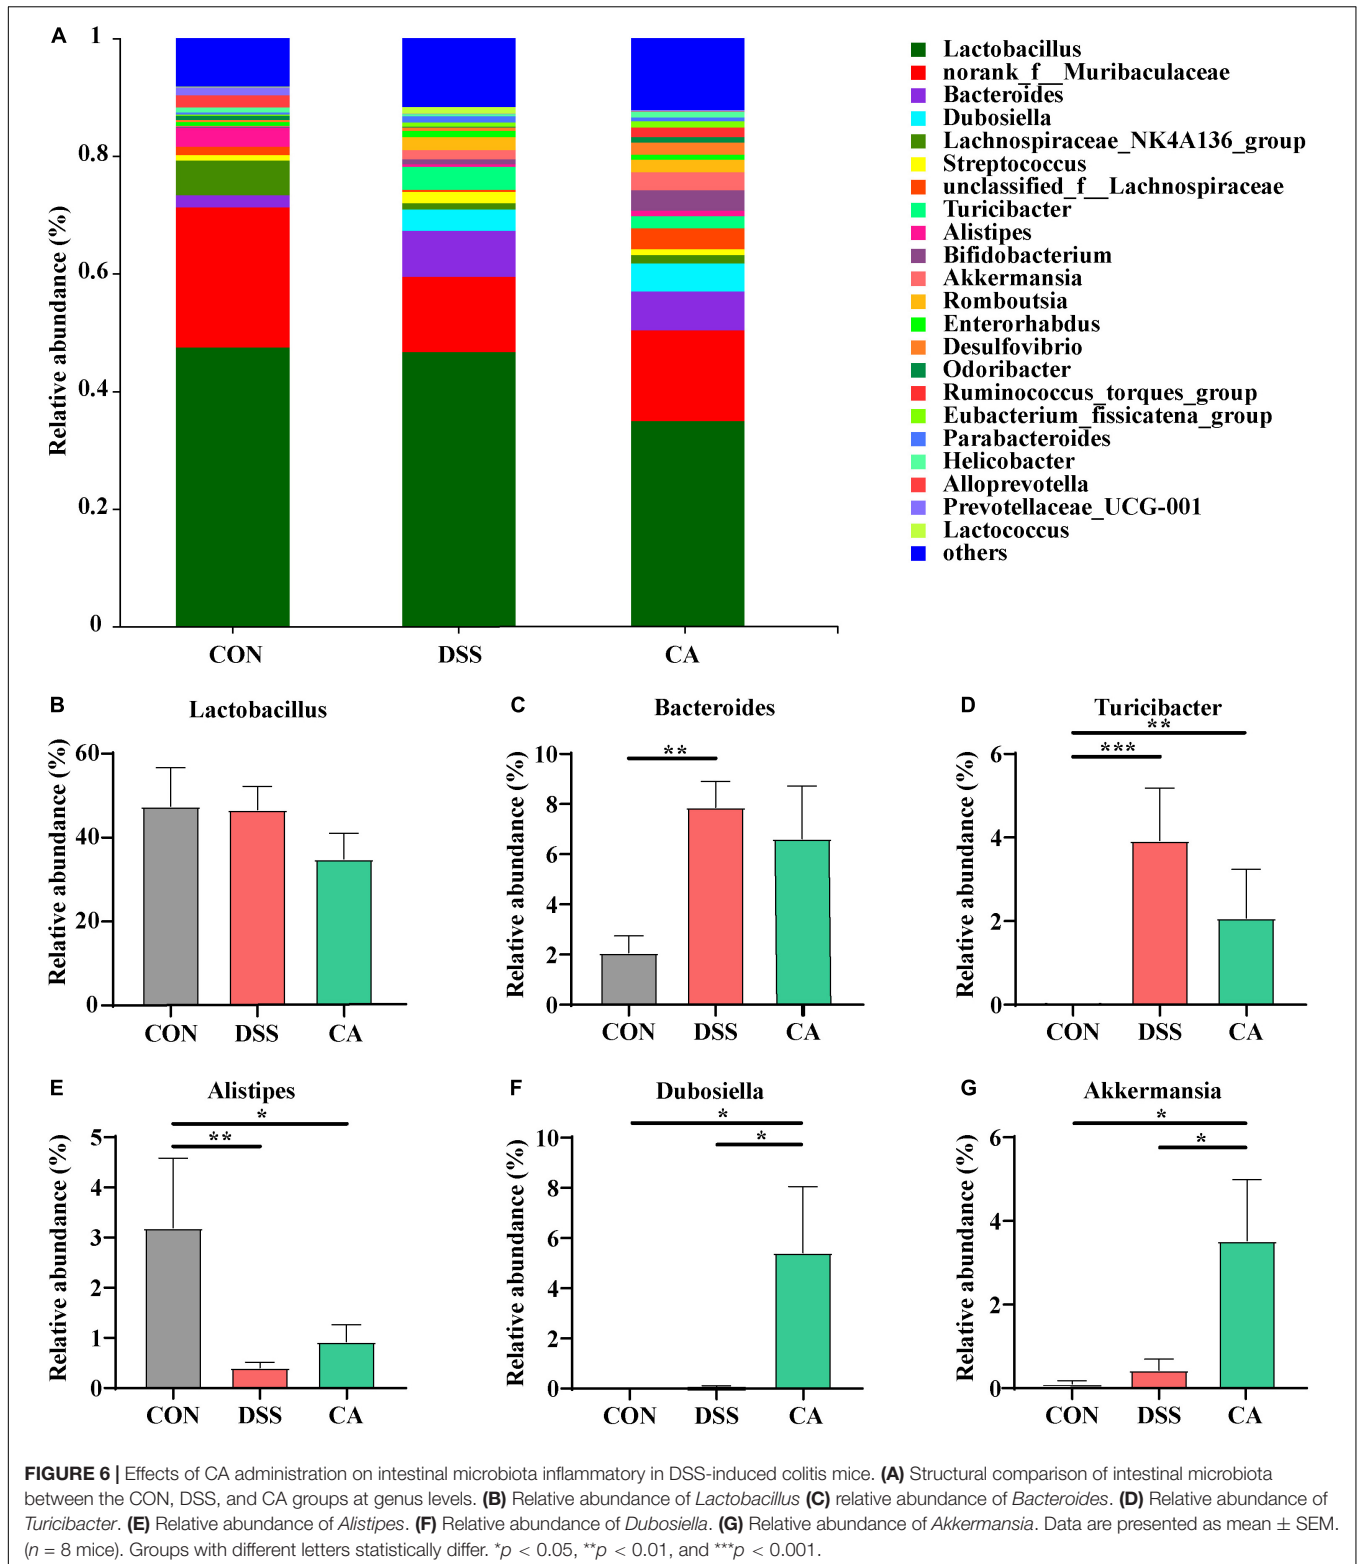 A
1
0.8
0.6
0.4
0.2
0
Relative abundance (%)
CON DSS CA
Lactobacillus
norank_f__Muribaculaceae
Bacteroides
Dubosiella
Lachnospiraceae_NK4A136_group
Streptococcus
unclassified_f__Lachnospiraceae
Turicibacter
Alistipes
Bifidobacterium
Akkermansia
Romboutsia
Enterorhabdus
Desulfovibrio
Odoribacter
Ruminococcus_torques_group
Eubacterium_fissicatena_group
Parabacteroides
Helicobacter
Alloprevotella
Prevotellaceae_UCG-001
Lactococcus
others
B
Lactobacillus
60
40
20
0
Relative abundance (%)
CON DSS CA
C
Bacteroides
**
10
8
6
4
2
0
Relative abundance (%)
CON DSS CA
D
Turicibacter
**
***
6
4
2
0
Relative abundance (%)
CON DSS CA
E
Alistipes
*
**
5
4
3
2
1
0
Relative abundance (%)
CON DSS CA
F
Dubosiella
*
*
10
8
6
4
2
0
Relative abundance (%)
CON DSS CA
G
Akkermansia
*
*
6
4
2
0
Relative abundance (%)
CON DSS CA
FIGURE 6 | Effects of CA administration on intestinal microbiota inflammatory in DSS-induced colitis mice. (A) Structural comparison of intestinal microbiota
between the CON, DSS, and CA groups at genus levels. (B) Relative abundance of Lactobacillus (C) relative abundance of Bacteroides. (D) Relative abundance of
Turicibacter. (E) Relative abundance of Alistipes. (F) Relative abundance of Dubosiella. (G) Relative abundance of Akkermansia. Data are presented as mean ± SEM.
(n = 8 mice). Groups with different letters statistically differ. *p < 0.05, **p < 0.01, and ***p < 0.001.